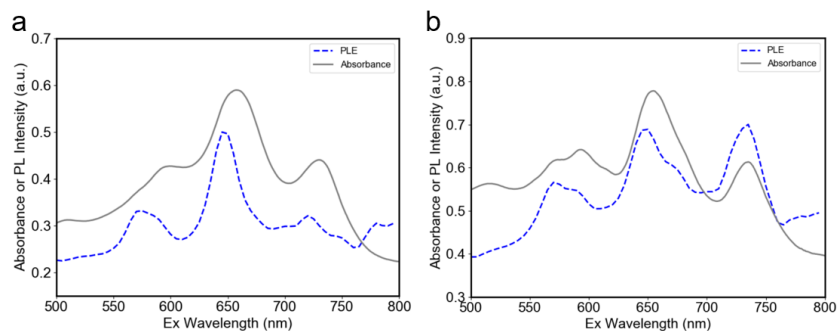 a
0.7
0.6
0.5
0.4
0.3
0.2
500 550 600 650 700 750 800
Ex Wavelength (nm)
Absorbance or PL Intensity (a.u.)
PLE
Absorbance
b
0.9
0.8
0.7
0.6
0.5
0.4
0.3
500 550 600 650 700 750 800
Ex Wavelength (nm)
Absorbance or PL Intensity (a.u.)
PLE
Absorbance